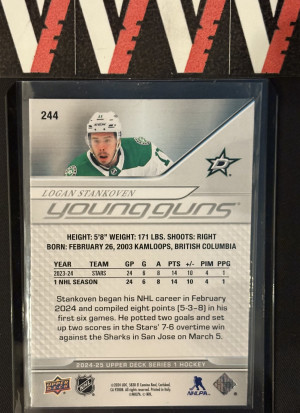 244
11
LOGAN STANKOVEN
young guns
HEIGHT: 5'8" WEIGHT: 171 LBS. SHOOTS: RIGHT
BORN: FEBRUARY 26, 2003 KAMLOOPS, BRITISH COLUMBIA
YEAR TEAM GP G A PTS +/- PIM PPG
2023-24 STARS 24 6 8 14 10 4 1
1 NHL SEASON 24 6 8 14 10 4 1
Stankoven began his NHL career in February
2024 and compiled eight points (5-3–8) in his
first six games. He potted two goals and set
up two scores in the Stars' 7-6 overtime win
against the Sharks in San Jose on March 5.
2024-25 UPPER DECK SERIES 1 HOCKEY
UPPER DECK
NHL
NHLPA